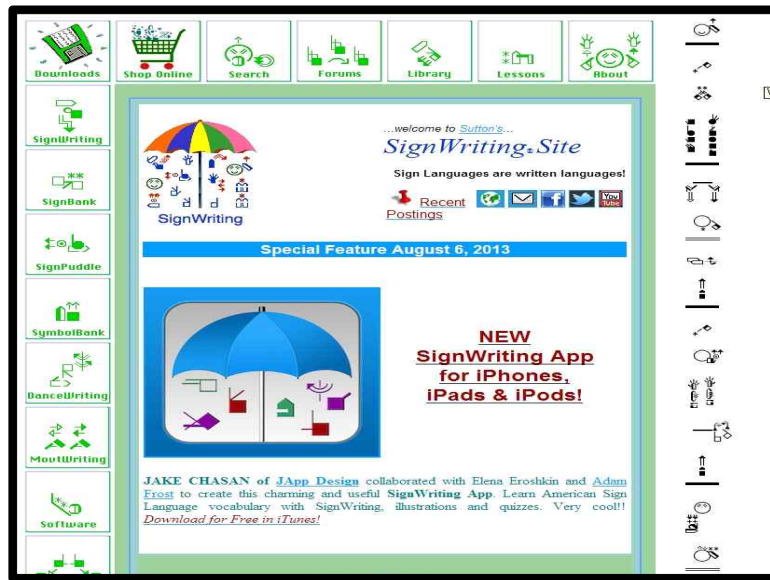 Downloads
Shop Online
Search
Forums
Library
Lessons
About
SignWriting
SignBank
SignPuddle
SymbolBank
DanceWriting
MoutWriting
Software
SignWriting
...welcome to Sutton's...
SignWriting® Site
Sign Languages are written languages!
Recent
Postings
You
Tube
Special Feature August 6, 2013
NEW
SignWriting App
for iPhones,
iPads & iPods!
JAKE CHASAN of JApp Design collaborated with Elena Eroshkin and Adam
Frost to create this charming and useful SignWriting App. Learn American Sign
Language vocabulary with SignWriting, illustrations and quizzes. Very cool!!
Download for Free in iTunes!